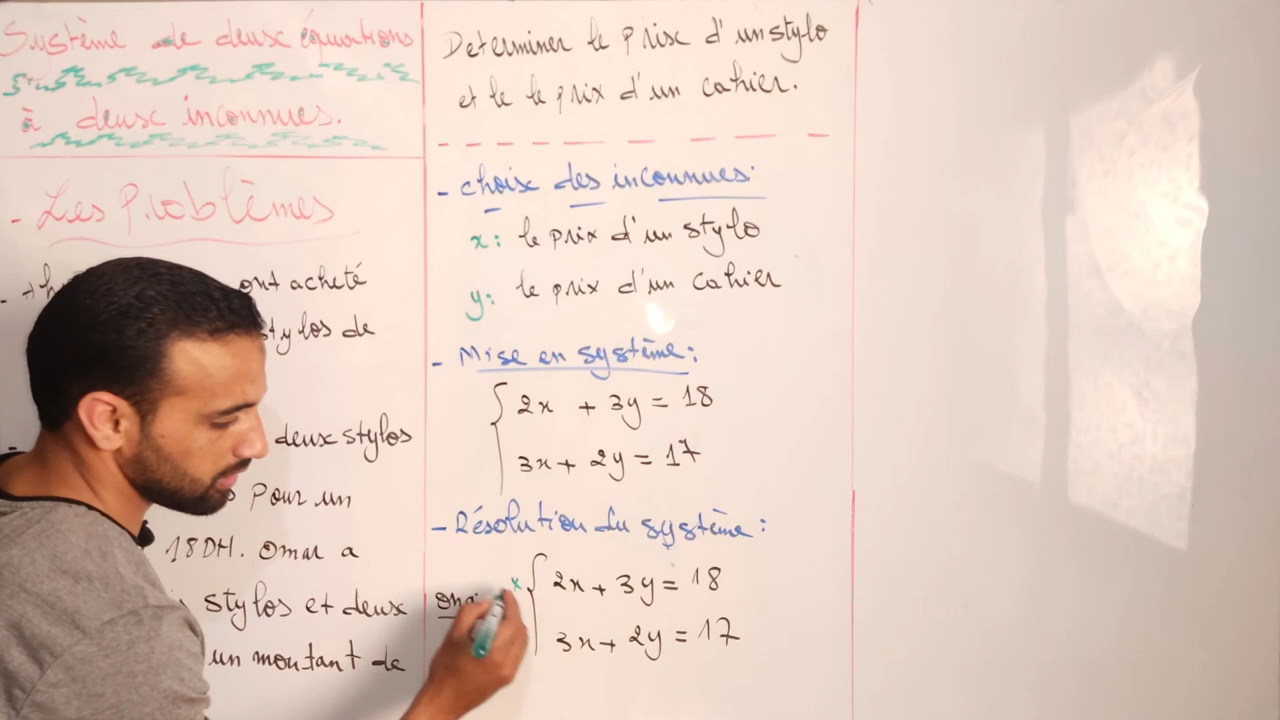 Système de deux équations
à deux inconnues.
- Les Problèmes
ont acheté
stylos de
deux stylos
pour un
18DH. Omar a
stylos et deux
un montant de
Determiner le prix d'un stylo
et le le prix d'un cahier.
- choix des inconnues:
x: le prix d'un stylo
y: le prix d'un cahier
- Mise en système:
2x + 3y = 18
3x + 2y = 17
- Résolution du système:
ona:
x { 2x + 3y = 18
3x + 2y = 17